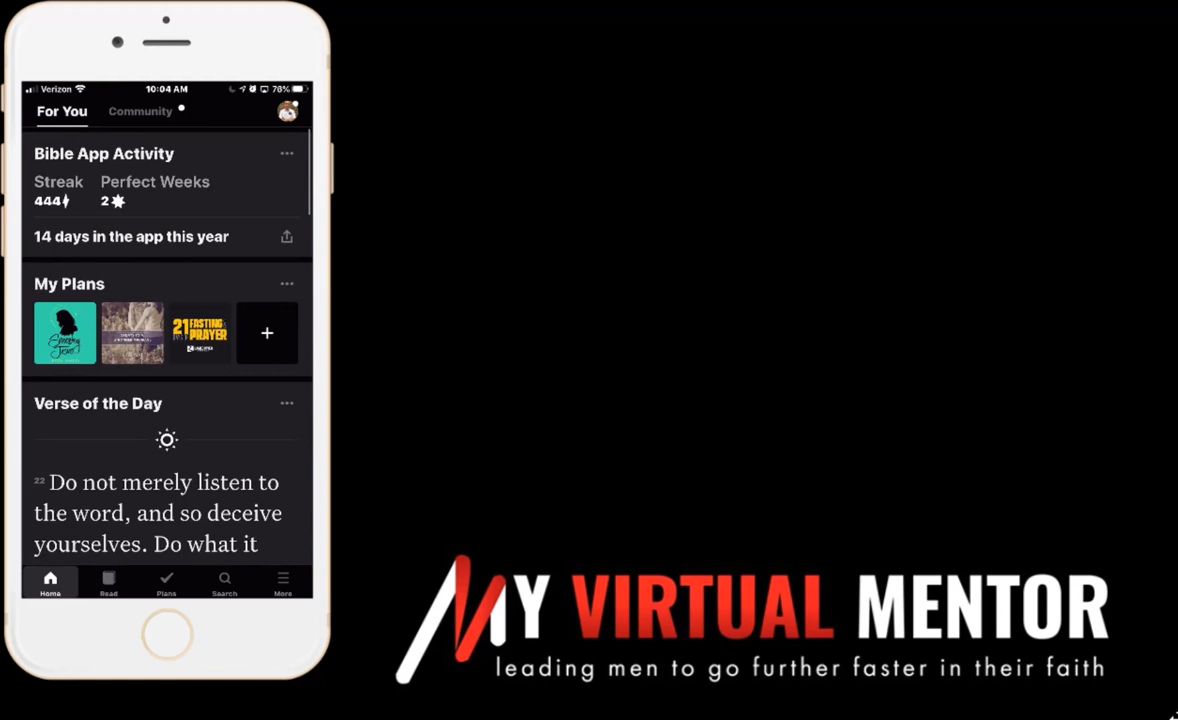 Verizon 10:04 AM 76%
For You Community
Bible App Activity
Streak Perfect Weeks
444 2
14 days in the app this year
My Plans
21 FASTING
PRAYER
+
Verse of the Day
22 Do not merely listen to
the word, and so deceive
yourselves. Do what it
Home Read Plans Search More
MY VIRTUAL MENTOR
leading men to go further faster in their faith